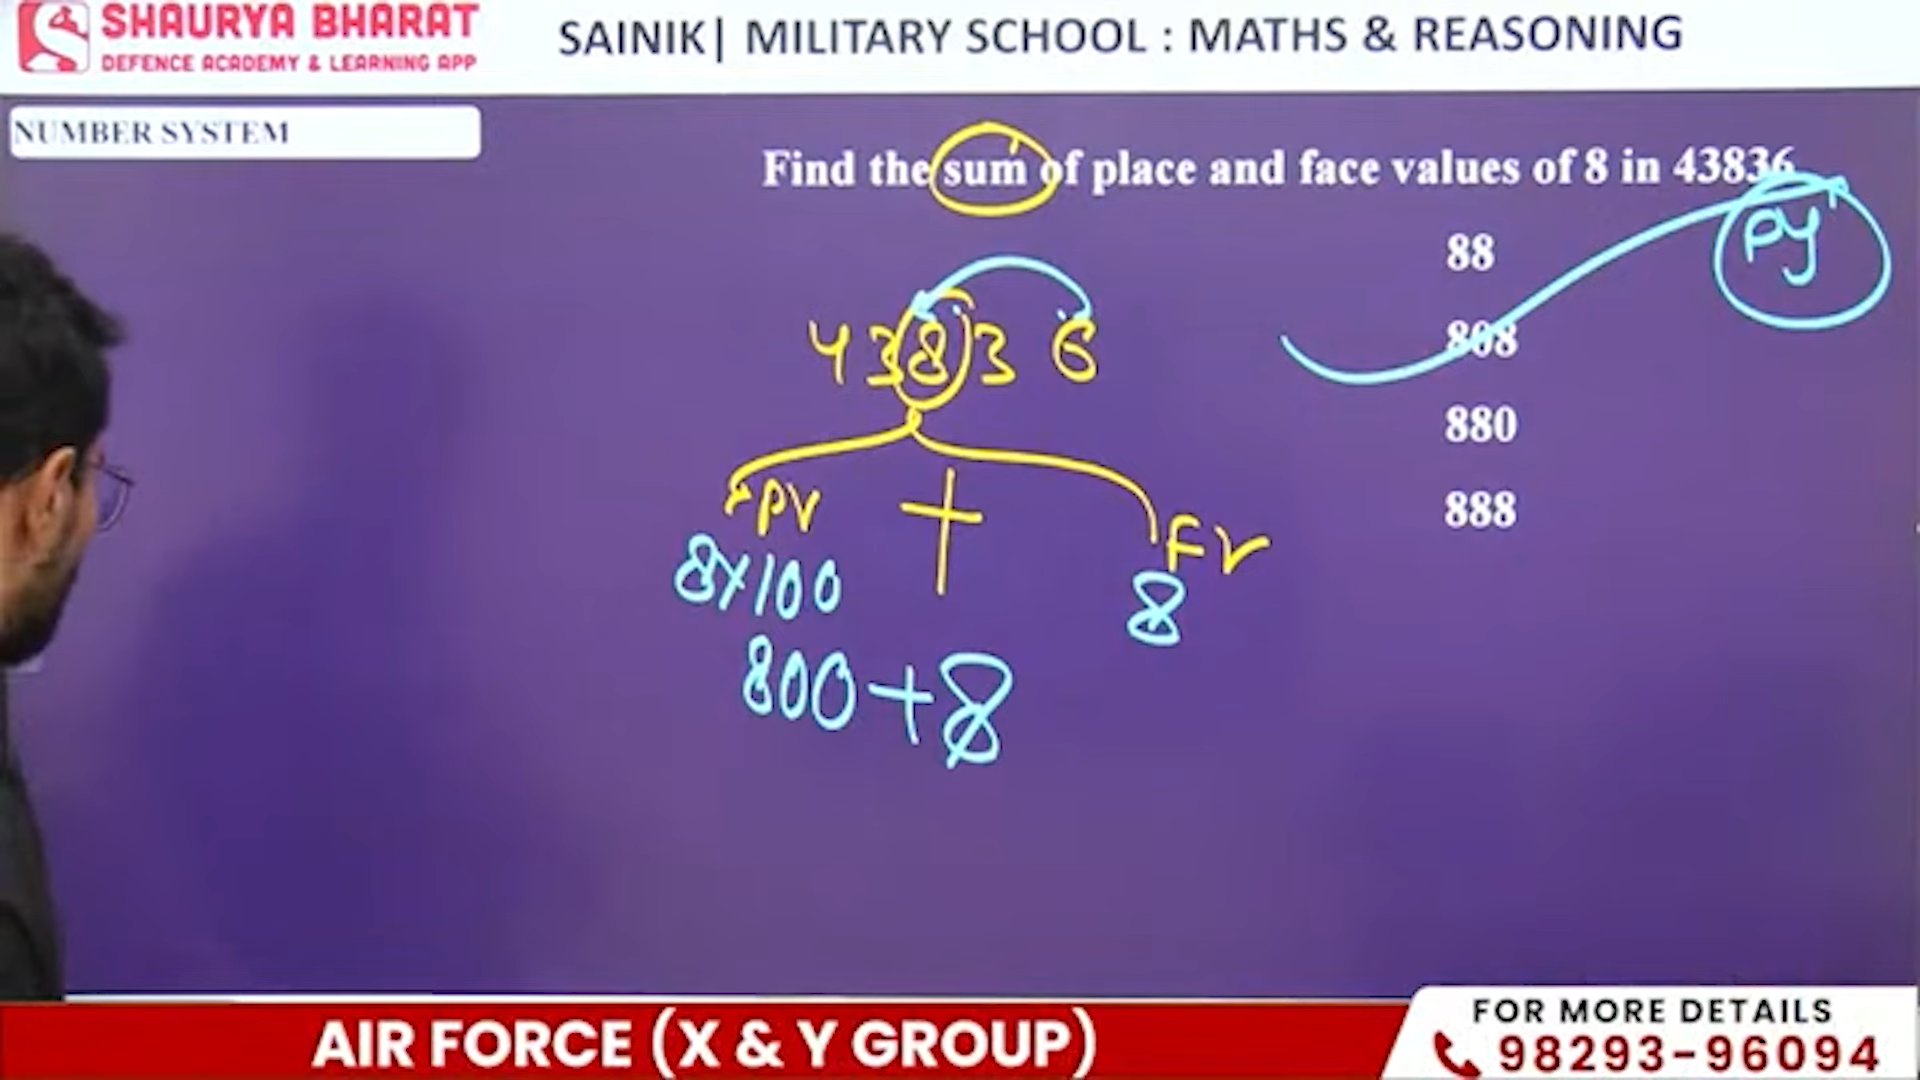 SHAURYA BHARAT
DEFENCE ACADEMY & LEARNING APP
SAINIK| MILITARY SCHOOL : MATHS & REASONING
NUMBER SYSTEM
Find the sum of place and face values of 8 in 43836
PY
88
808
880
888
43836
PV + FV
8×100 8
800+8
AIR FORCE (X & Y GROUP)
FOR MORE DETAILS
98293-96094